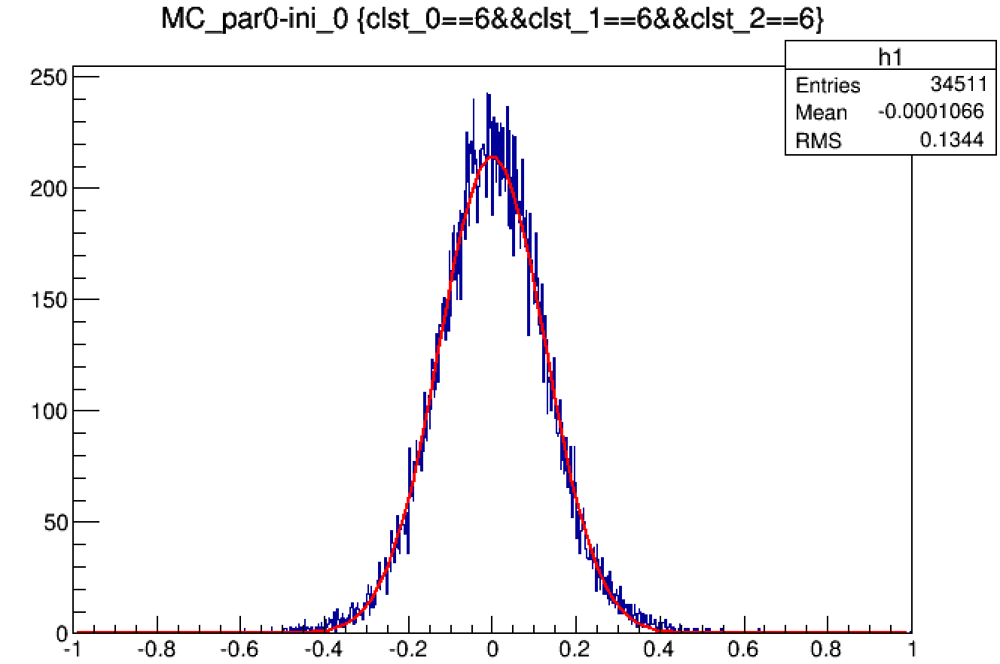 MC_par0-ini_0 {clst_0==6&&clst_1==6&&clst_2==6}
h1
Entries 34511
Mean -0.0001066
RMS 0.1344
250
200
150
100
50
0
-1 -0.8 -0.6 -0.4 -0.2 0 0.2 0.4 0.6 0.8 1